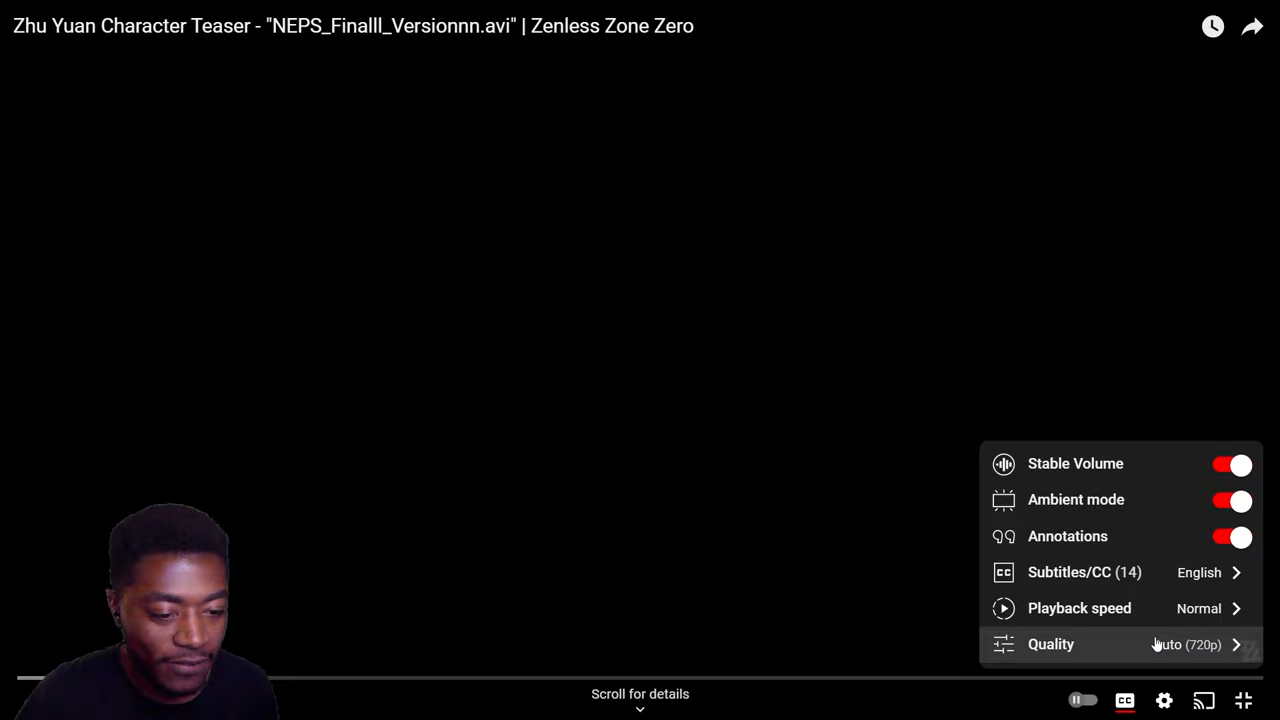 Zhu Yuan Character Teaser - "NEPS_Finalll_Versionnn.avi" | Zenless Zone Zero
Stable Volume
Ambient mode
Annotations
Subtitles/CC (14) English
Playback speed Normal
Quality (720p)
Scroll for details
CC